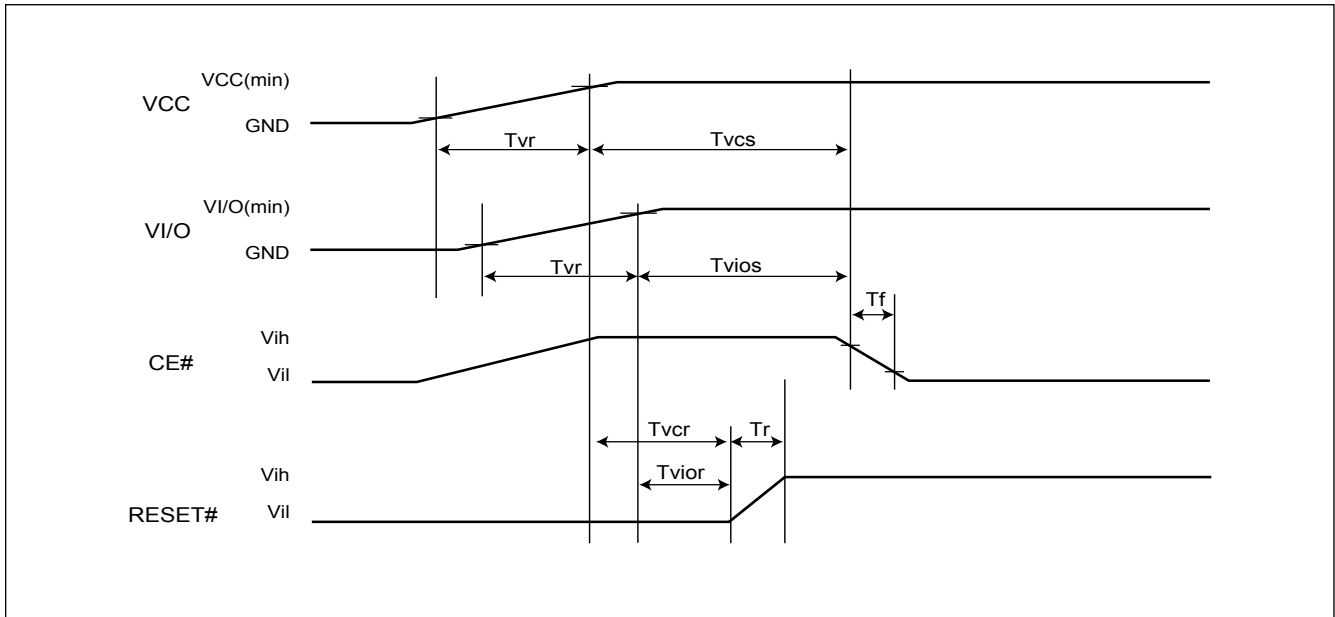 VCC(min)
VCC
GND
Tvr
Tvcs
VI/O(min)
VI/O
GND
Tvr
Tvios
Tf
Vih
CE#
Vil
Tvcr
Tr
Vih
Tvior
RESET#
Vil